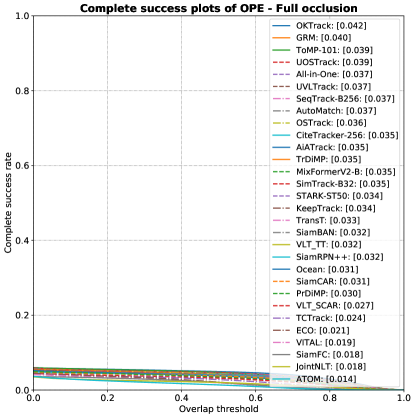 Complete success plots of OPE - Full occlusion
1.0
0.8
0.6
0.4
0.2
0.0
Complete success rate
0.0 0.2 0.4 0.6 0.8 1.0
Overlap threshold
OKTrack: [0.042]
GRM: [0.040]
ToMP-101: [0.039]
UOSTrack: [0.039]
All-in-One: [0.037]
UVLTrack: [0.037]
SeqTrack-B256: [0.037]
AutoMatch: [0.037]
OSTrack: [0.036]
CiteTracker-256: [0.035]
AiATrack: [0.035]
TrDiMP: [0.035]
MixFormerV2-B: [0.035]
SimTrack-B32: [0.035]
STARK-ST50: [0.034]
KeepTrack: [0.034]
TransT: [0.033]
SiamBAN: [0.032]
VLT_TT: [0.032]
SiamRPN++: [0.032]
Ocean: [0.031]
SiamCAR: [0.031]
PrDiMP: [0.030]
VLT_SCAR: [0.027]
TCTrack: [0.024]
ECO: [0.021]
VITAL: [0.019]
SiamFC: [0.018]
JointNLT: [0.018]
ATOM: [0.014]